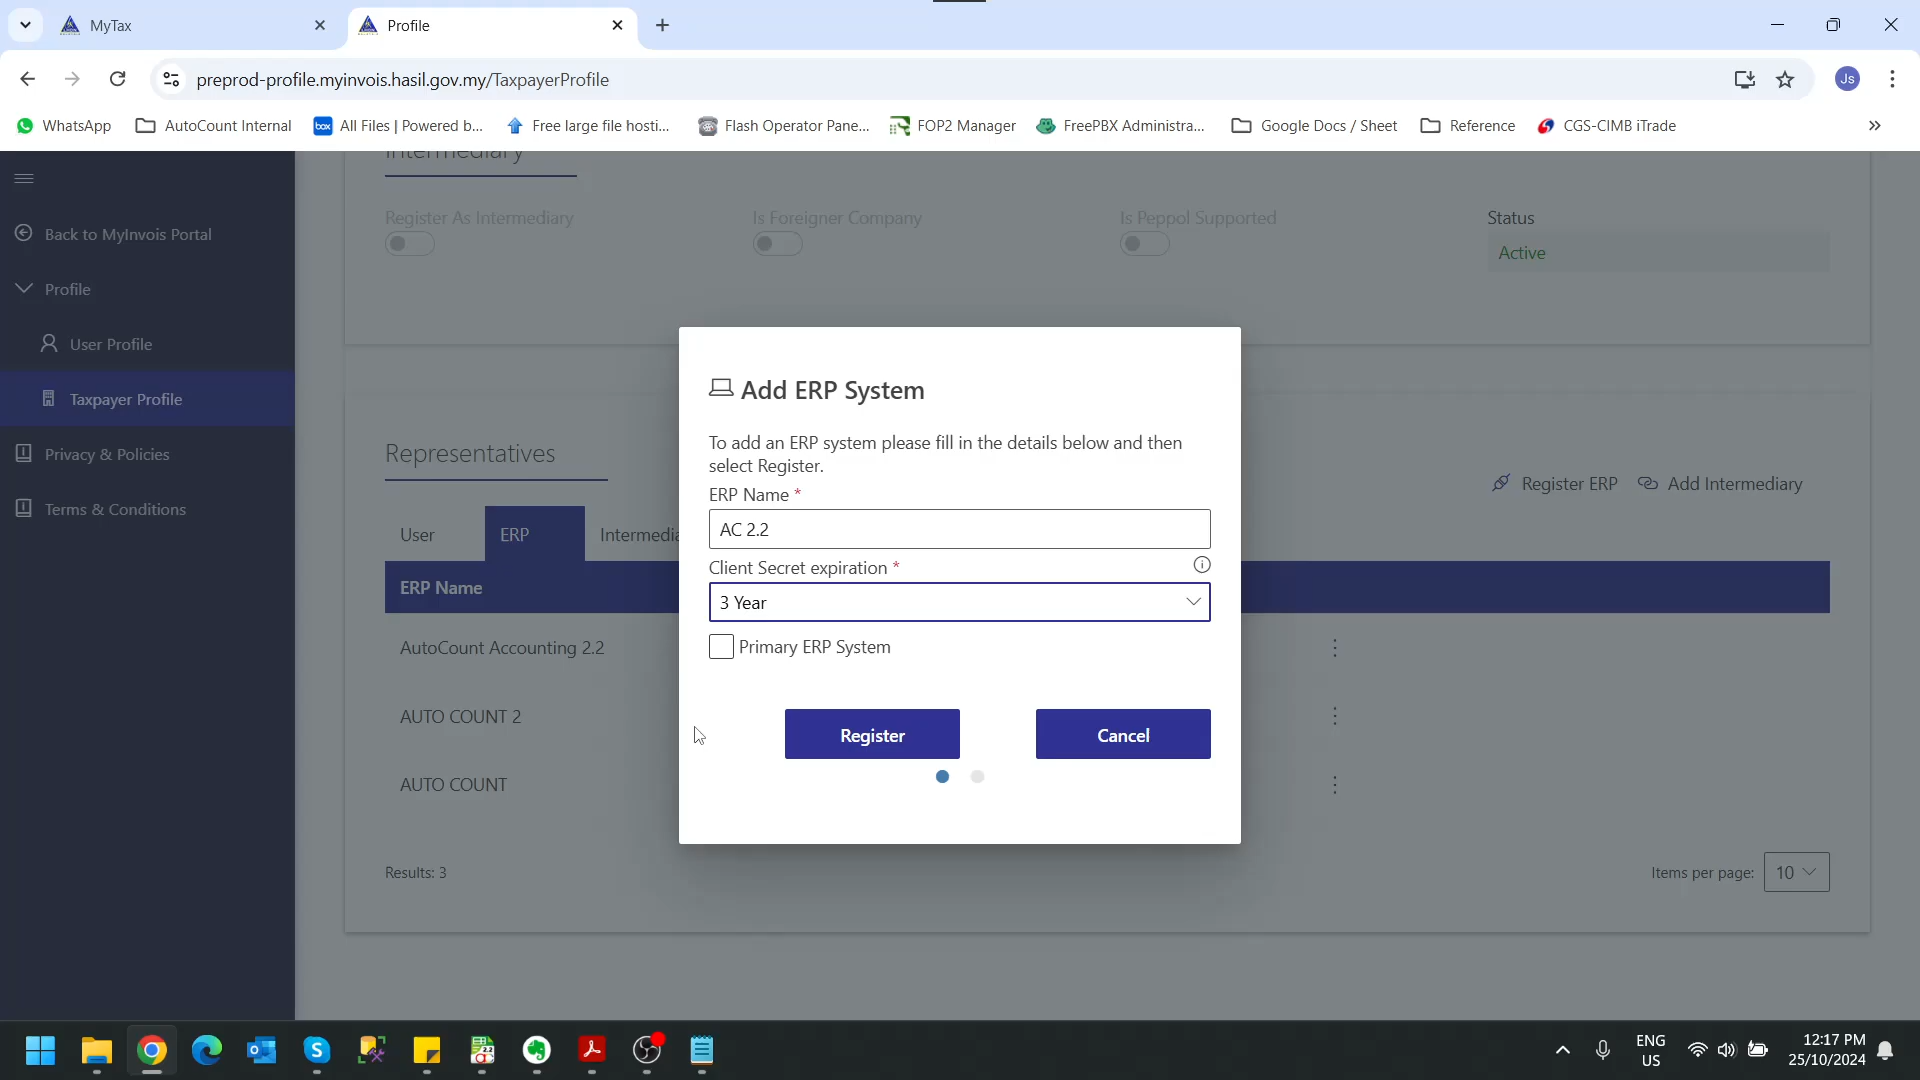 MyTax
Profile
preprod-profile.myinvois.hasil.gov.my/TaxpayerProfile
Js
WhatsApp
AutoCount Internal
box
All Files | Powered b...
Free large file hosti...
Flash Operator Pane...
FOP2 Manager
FreePBX Administra...
Google Docs / Sheet
Reference
CGS-CIMB iTrade
Back to MyInvois Portal
Profile
User Profile
Taxpayer Profile
Privacy & Policies
Terms & Conditions
Intermediary
Register As Intermediary
Is Foreigner Company
Is Peppol Supported
Status
Active
Representatives
Register ERP
Add Intermediary
User
ERP
Intermedia
ERP Name
AutoCount Accounting 2.2
AUTO COUNT 2
AUTO COUNT
Results: 3
Items per page:
10
Add ERP System
To add an ERP system please fill in the details below and then
select Register.
ERP Name *
AC 2.2
Client Secret expiration *
3 Year
Primary ERP System
Register
Cancel
ENG
US
12:17 PM
25/10/2024